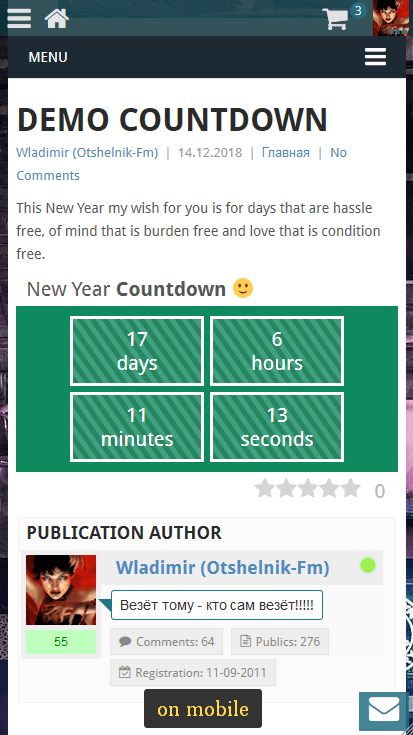 3
MENU
DEMO COUNTDOWN
Wladimir (Otshelnik-Fm) | 14.12.2018 | Главная | No
Comments
This New Year my wish for you is for days that are hassle
free, of mind that is burden free and love that is condition
free.
New Year Countdown 🙂
17
days
6
hours
11
minutes
13
seconds
0
PUBLICATION AUTHOR
Wladimir (Otshelnik-Fm)
Везёт тому - кто сам везёт!!!!!
55
Comments: 64
Publics: 276
Registration: 11-09-2011
on mobile